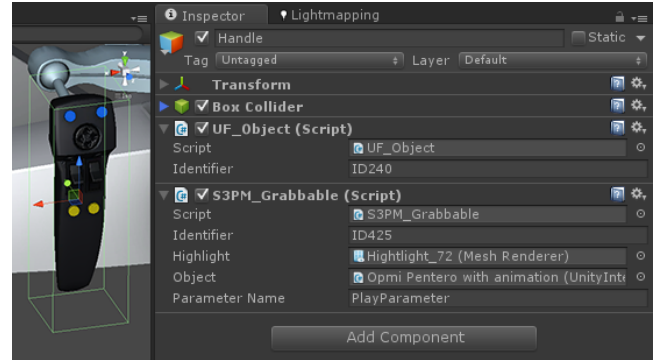 Inspector
Lightmapping
Handle
Static
Tag Untagged
Layer Default
Transform
Box Collider
UF_Object (Script)
Script UF_Object
Identifier ID240
S3PM_Grabbable (Script)
Script S3PM_Grabbable
Identifier ID425
Highlight Hightlight_72 (Mesh Renderer)
Object Opmi Pentero with animation (UnityInte
Parameter Name PlayParameter
Add Component